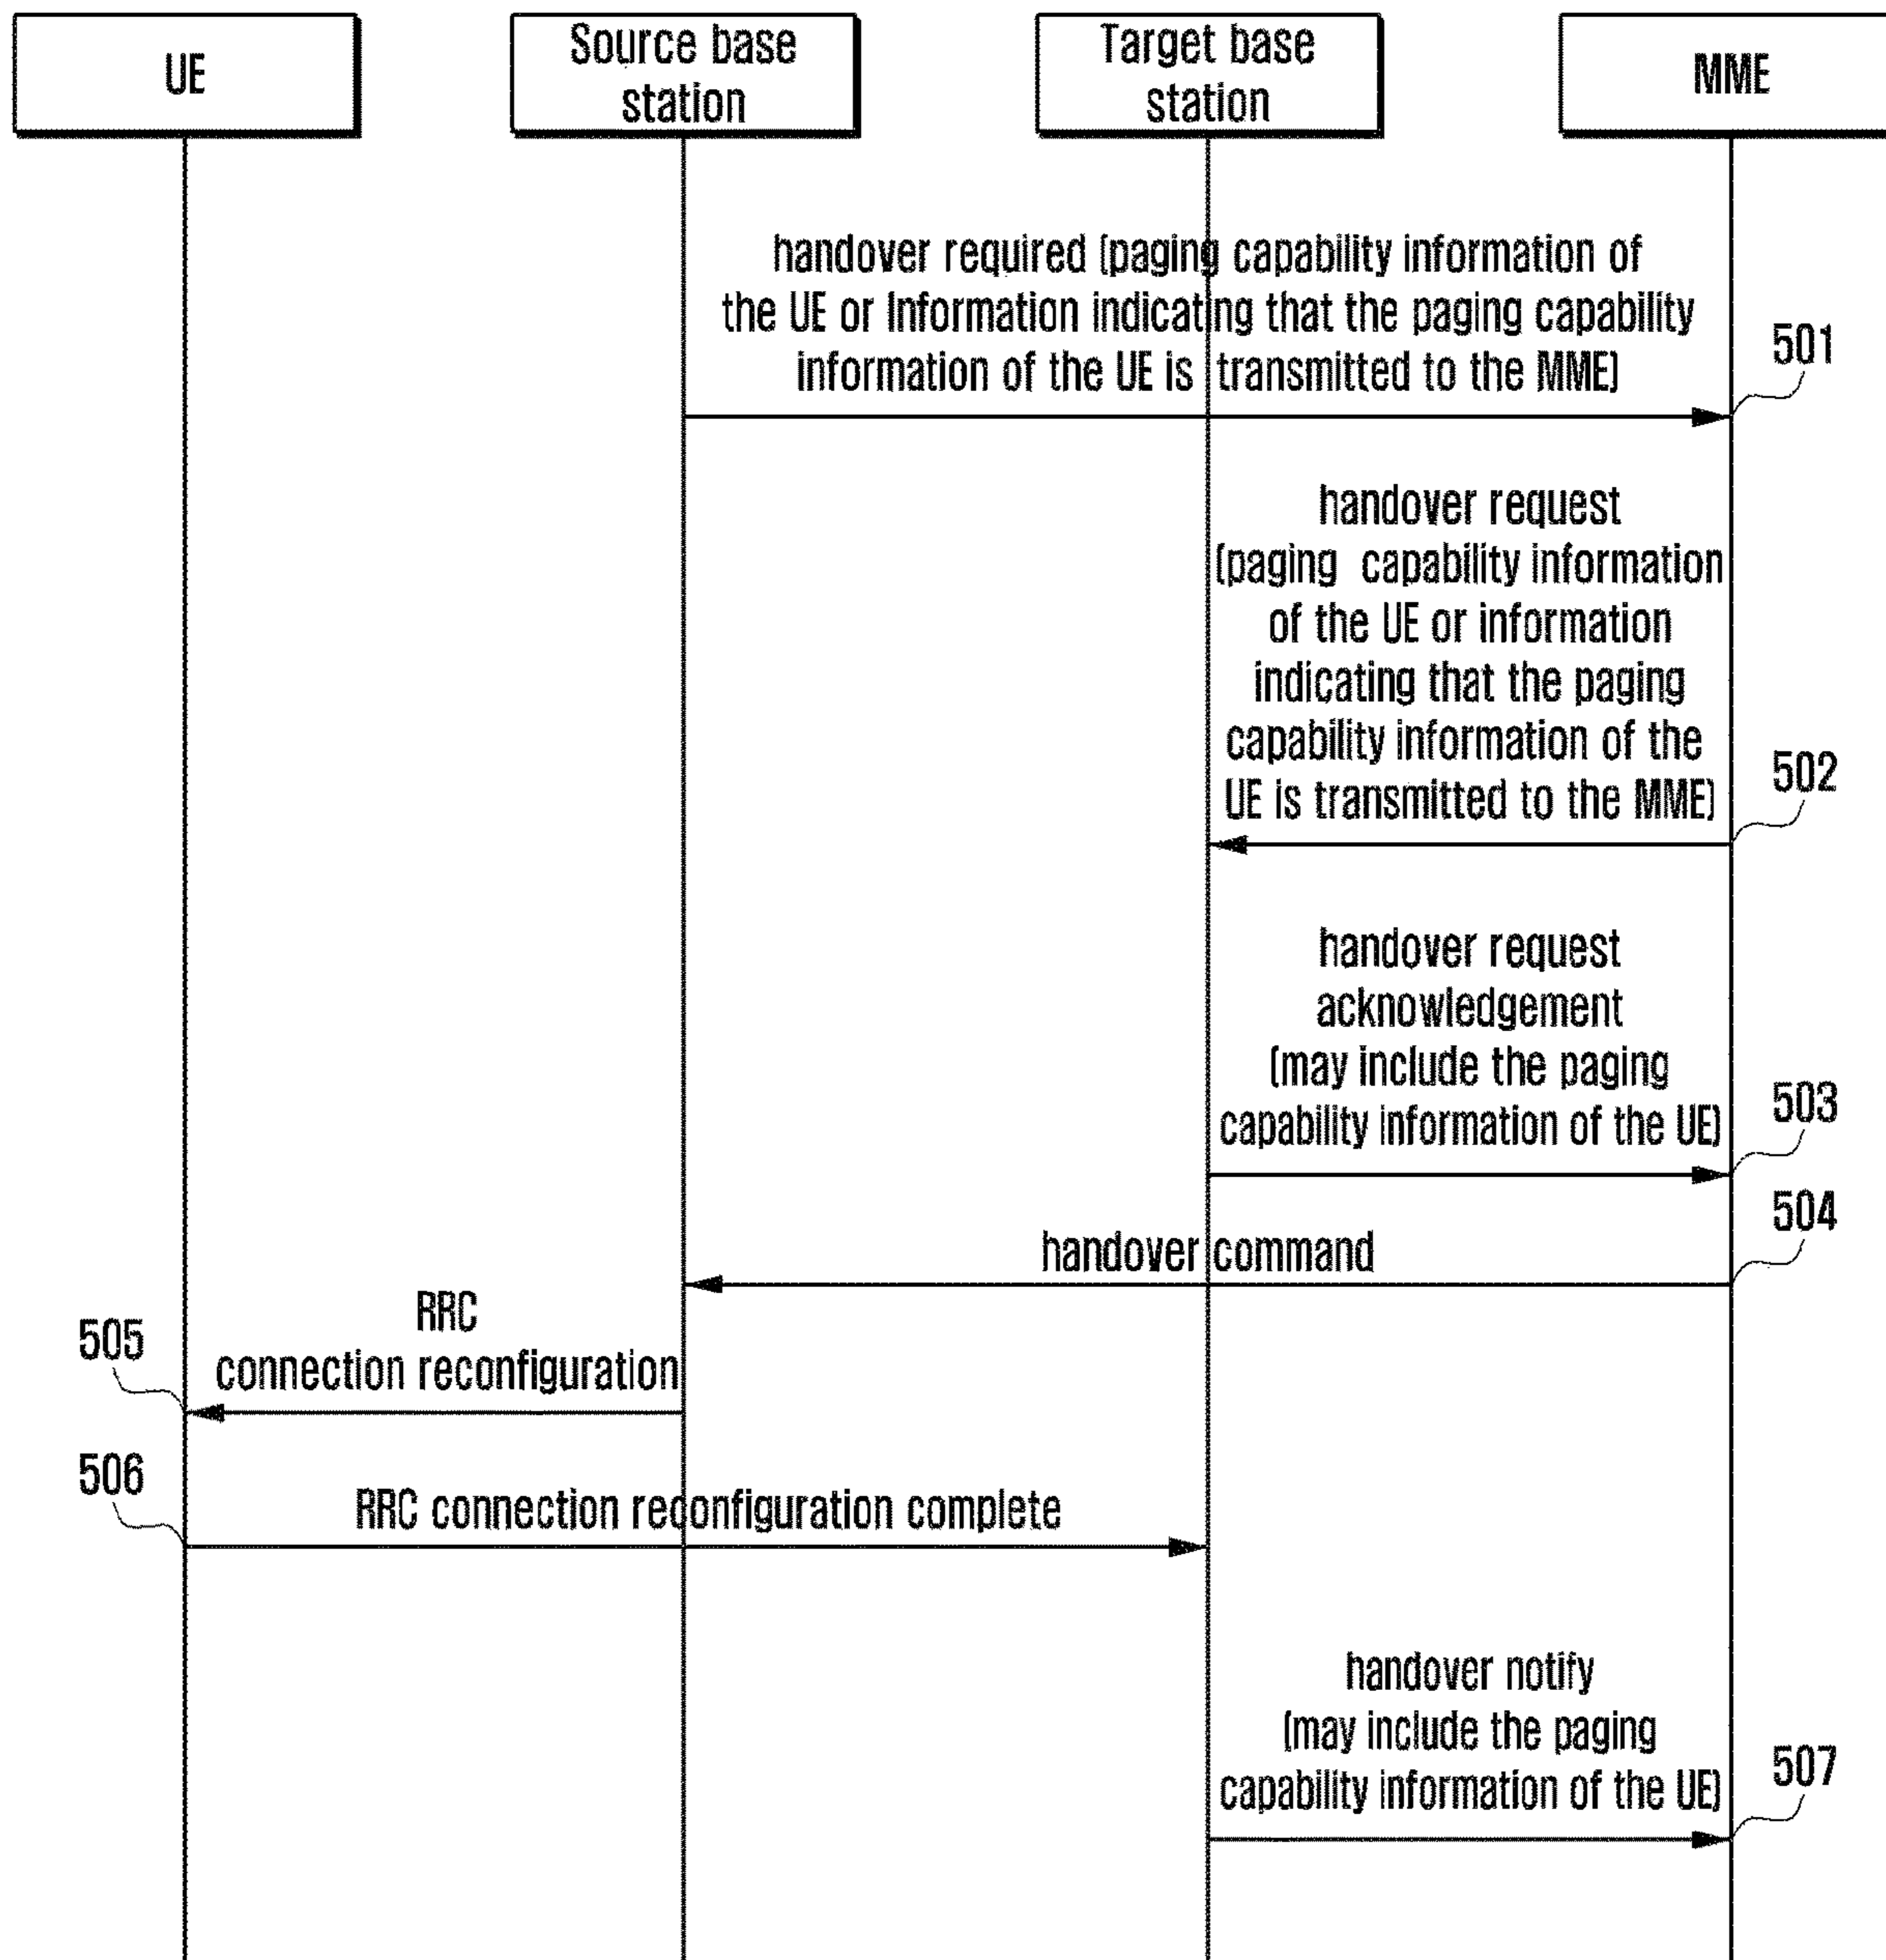 UE
Source base
station
Target base
station
MME
handover required (paging capability information of
the UE or Information indicating that the paging capability
information of the UE is transmitted to the MME)
501
handover request
(paging capability information
of the UE or information
indicating that the paging
capability information of the
UE is transmitted to the MME)
502
handover request
acknowledgement
(may include the paging
capability information of the UE)
503
504
handover command
RRC
connection reconfiguration
505
506
RRC connection reconfiguration complete
handover notify
(may include the paging
capability information of the UE)
507